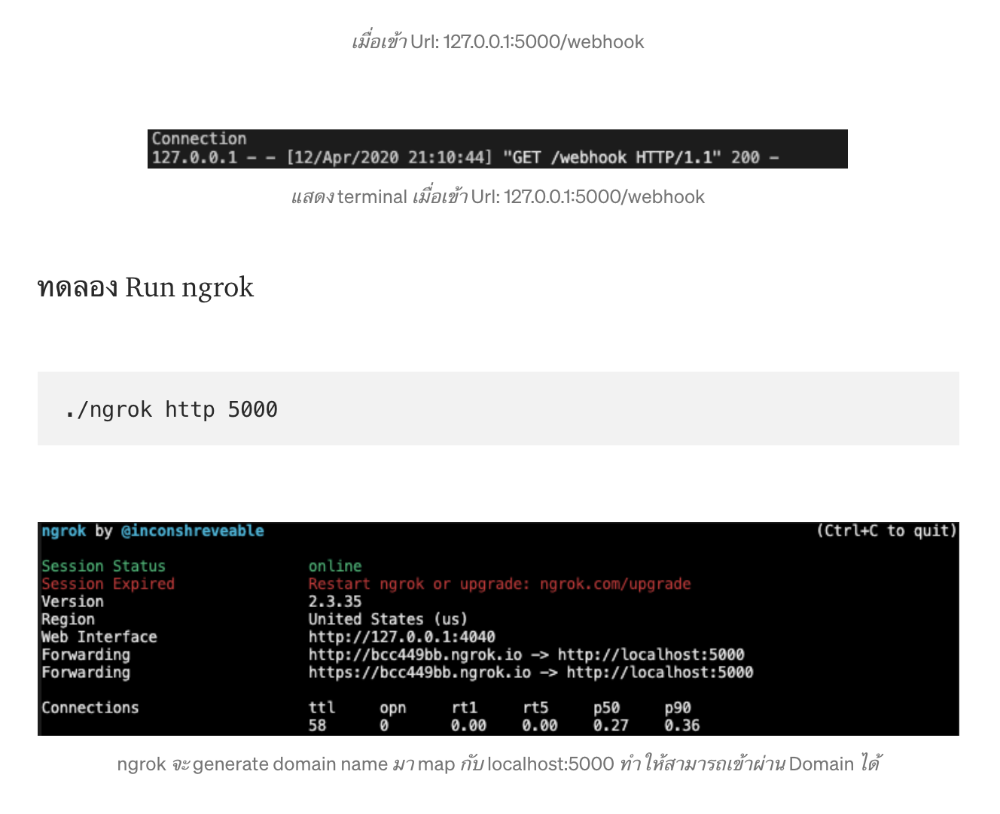 เมื่อเข้า Url: 127.0.0.1:5000/webhook
Connection
127.0.0.1 - - [12/Apr/2020 21:10:44] "GET /webhook HTTP/1.1" 200 -
แสดง terminal เมื่อเข้า Url: 127.0.0.1:5000/webhook
ทดลอง Run ngrok
./ngrok http 5000
ngrok by @inconshreveable (Ctrl+C to quit)
Session Status online
Session Expired Restart ngrok or upgrade: ngrok.com/upgrade
Version 2.3.35
Region United States (us)
Web Interface http://127.0.0.1:4040
Forwarding http://bcc449bb.ngrok.io -> http://localhost:5000
Forwarding https://bcc449bb.ngrok.io -> http://localhost:5000
Connections ttl opn rt1 rt5 p50 p90
58 0 0.00 0.00 0.27 0.36
ngrok จะ generate domain name มา map กับ localhost:5000 ทำให้สามารถเข้าผ่าน Domain ได้